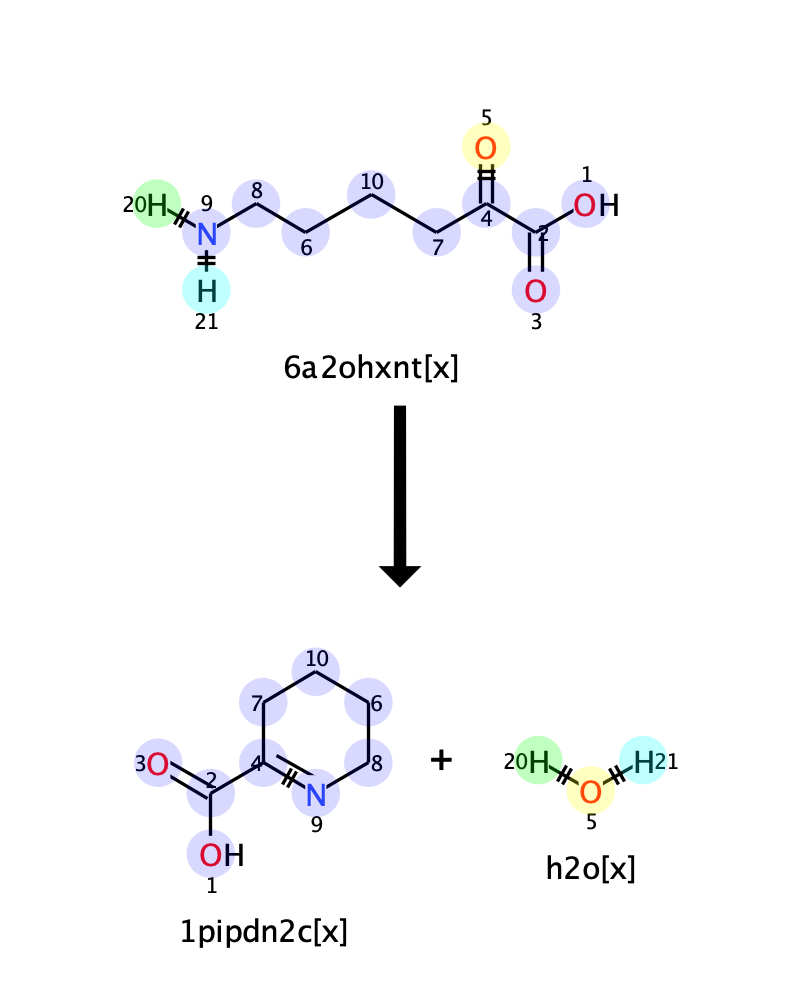 5
O
20H 9 8 10 1
N 6 7 4 2 OH
H O
21 3
6a2ohxnt[x]
10
7 6
3O 2 4 8 + 20H H21
N O
9 5
OH
1
h2o[x]
1pipdn2c[x]